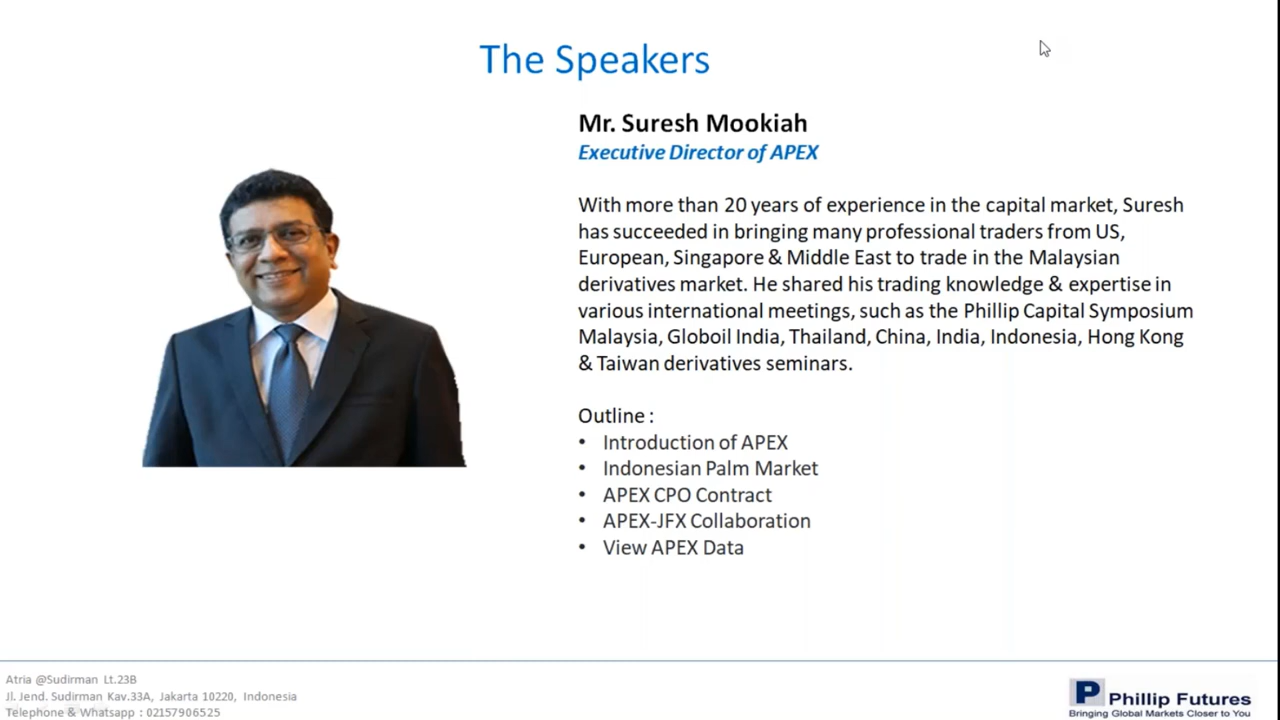 The Speakers
Mr. Suresh Mookiah
Executive Director of APEX
With more than 20 years of experience in the capital market, Suresh
has succeeded in bringing many professional traders from US,
European, Singapore & Middle East to trade in the Malaysian
derivatives market. He shared his trading knowledge & expertise in
various international meetings, such as the Phillip Capital Symposium
Malaysia, Globoil India, Thailand, China, India, Indonesia, Hong Kong
& Taiwan derivatives seminars.
Outline :
• Introduction of APEX
• Indonesian Palm Market
• APEX CPO Contract
• APEX-JFX Collaboration
• View APEX Data
Atria @Sudirman Lt.23B
Jl. Jend. Sudirman Kav.33A, Jakarta 10220, Indonesia
Telephone & Whatsapp : 02157906525
P Phillip Futures
Bringing Global Markets Closer to You